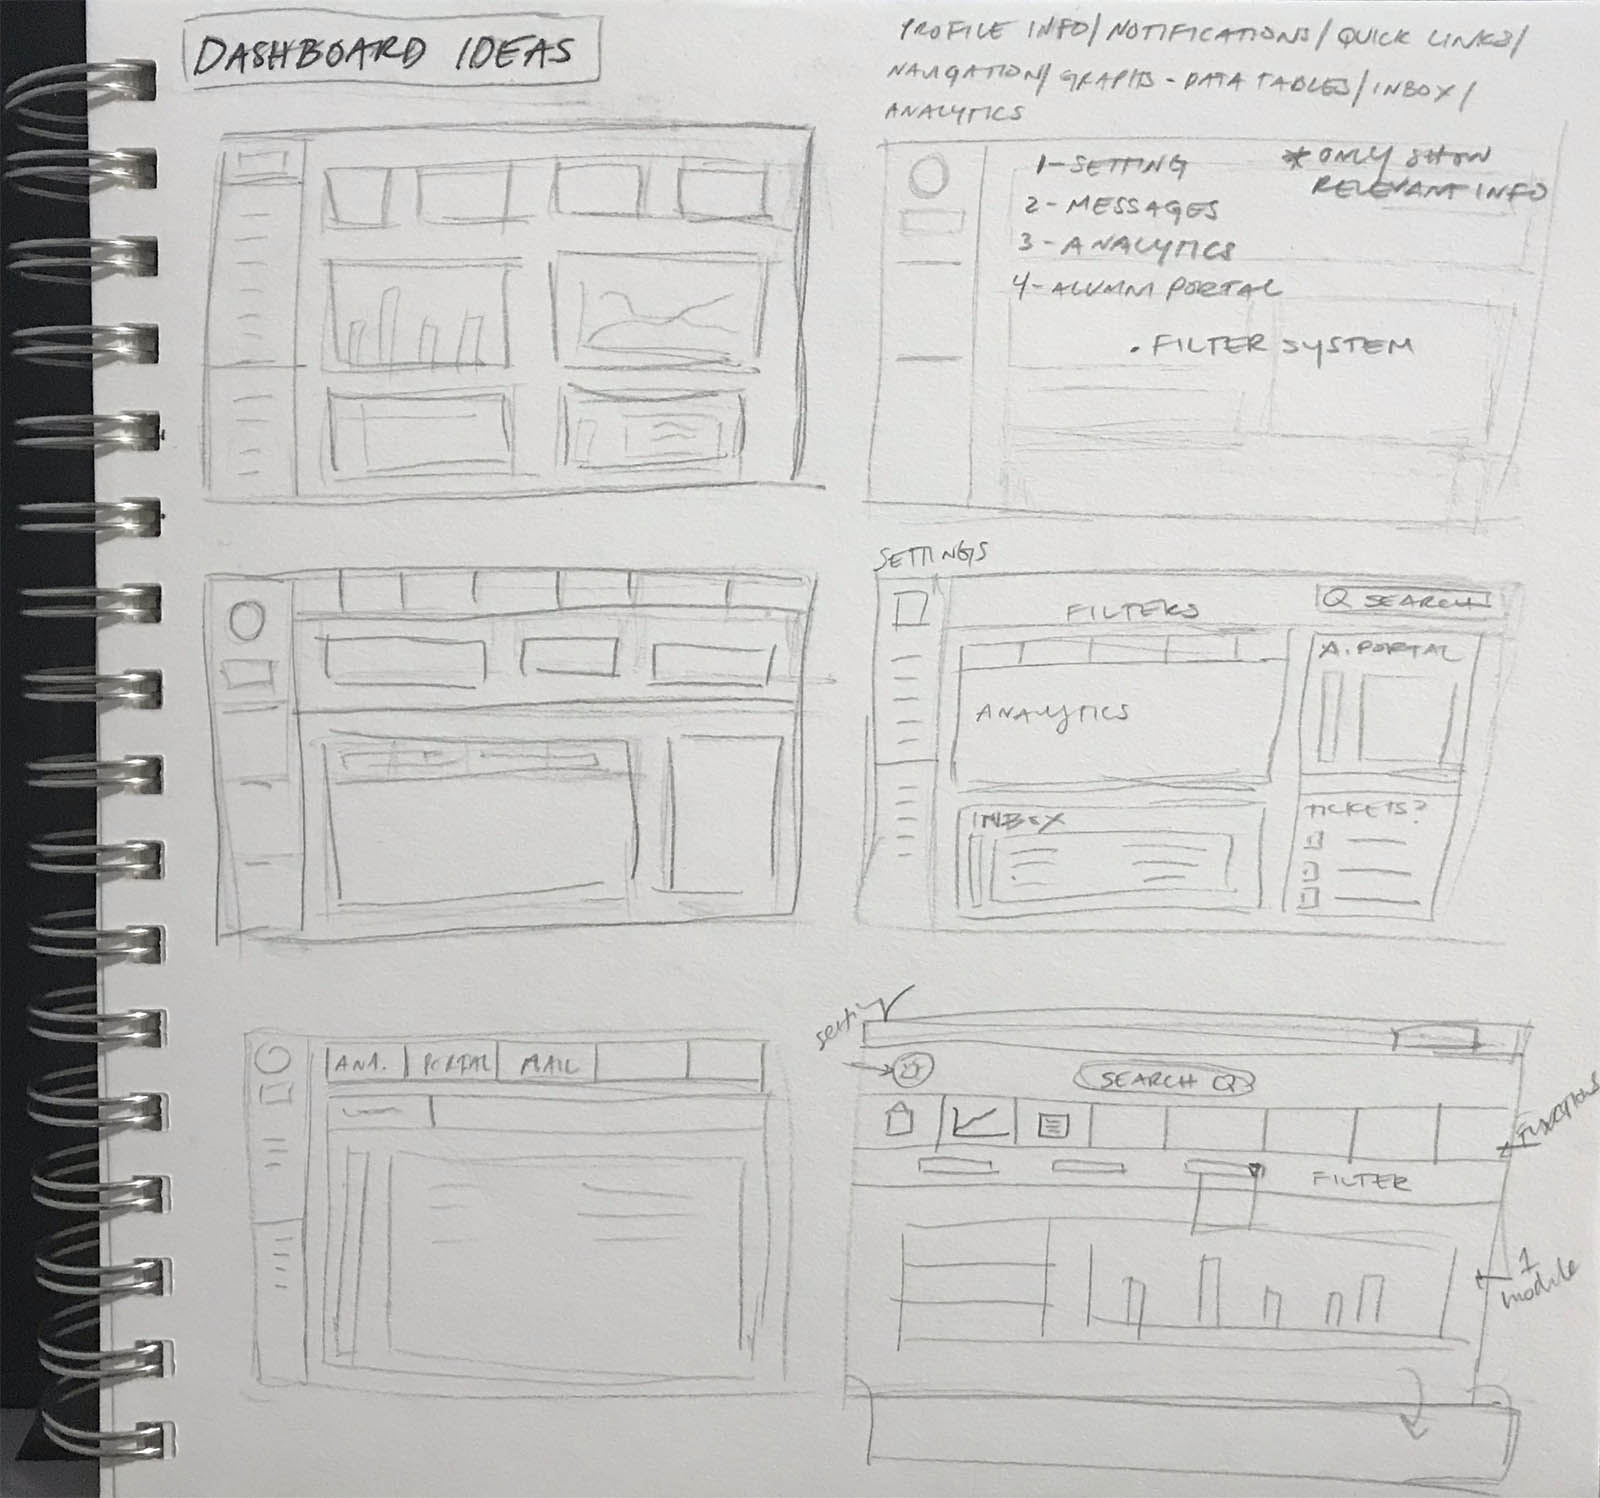 DASHBOARD IDEAS
PROFILE INFO/NOTIFICATIONS/QUICK LINKS/
NAVIGATION/GRAPHS-DATA TABLES/INBOX/
ANALYTICS
1-SETTING
2-MESSAGES
3-ANALYTICS
4-ALUMNI PORTAL
* ONLY SHOW
RELEVANT INFO
. FILTER SYSTEM
SETTINGS
FILTERS
SEARCH
A. PORTAL
ANALYTICS
INBOX
TICKETS?
ANA. PORTAL MAIL
setting
SEARCH
FUNCTIONS
FILTER
1
module